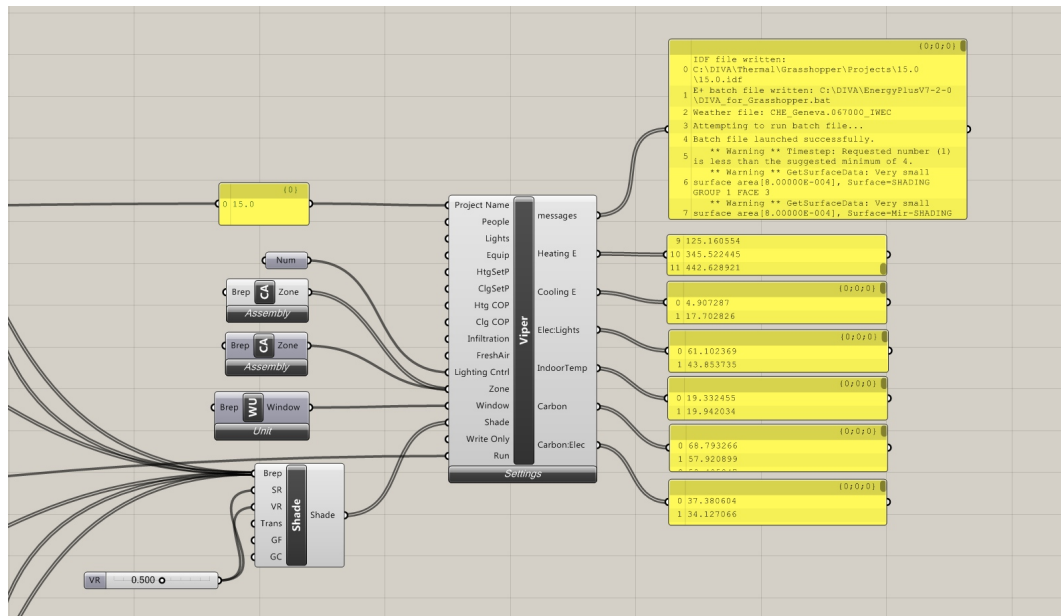 {0;0;0}
IDF file written:
0 C:\DIVA\Thermal\Grasshopper\Projects\15.0
\15.0.idf
1 E+ batch file written: C:\DIVA\EnergyPlusV7-2-0
\DIVA_for_Grasshopper.bat
2 Weather file: CHE_Geneva.067000_IWEC
3 Attempting to run batch file...
4 Batch file launched successfully.
5 ** Warning ** Timestep: Requested number (1)
is less than the suggested minimum of 4.
** Warning ** GetSurfaceData: Very small
6 surface area[8.00000E-004], Surface=SHADING
GROUP 1 FACE 3
** Warning ** GetSurfaceData: Very small
7 surface area[8.00000E-004], Surface=Mir-SHADING
{0}
0 15.0
Num
Brep
CA
Zone
Assembly
Brep
CA
Zone
Assembly
Brep
WU
Window
Unit
Brep
SR
VR
Trans
GF
GC
Shade
Shade
VR
0.500
Project Name
People
Lights
Equip
HtgSetP
ClgSetP
Htg COP
Clg COP
Infiltration
FreshAir
Lighting Cntrl
Zone
Window
Shade
Write Only
Run
Viper
messages
Heating E
Cooling E
Elec:Lights
IndoorTemp
Carbon
Carbon:Elec
Settings
9 125.160554
10 345.522445
11 442.628921
{0;0;0}
0 4.907287
1 17.702826
{0;0;0}
0 61.102369
1 43.853735
{0;0;0}
0 19.332455
1 19.942034
{0;0;0}
0 68.793266
1 57.920899
{0;0;0}
0 37.380604
1 34.127066